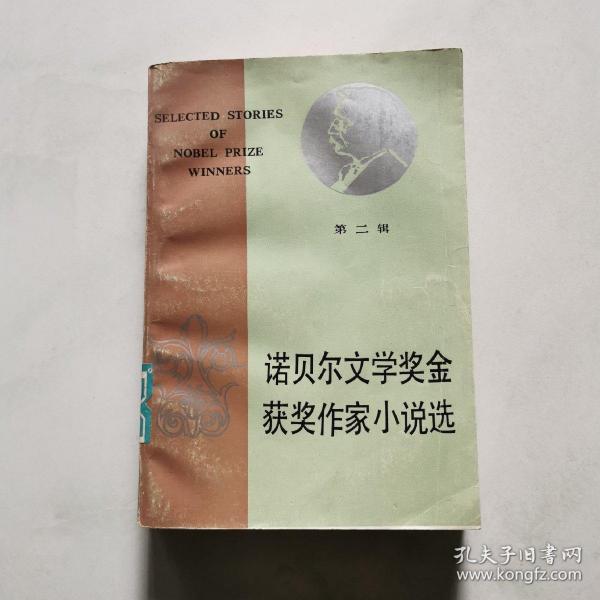 SELECTED STORIES
OF
NOBEL PRIZE
WINNERS
第二辑
诺贝尔文学奖金
获奖作家小说选
孔夫子旧书网
www.kongfz.com